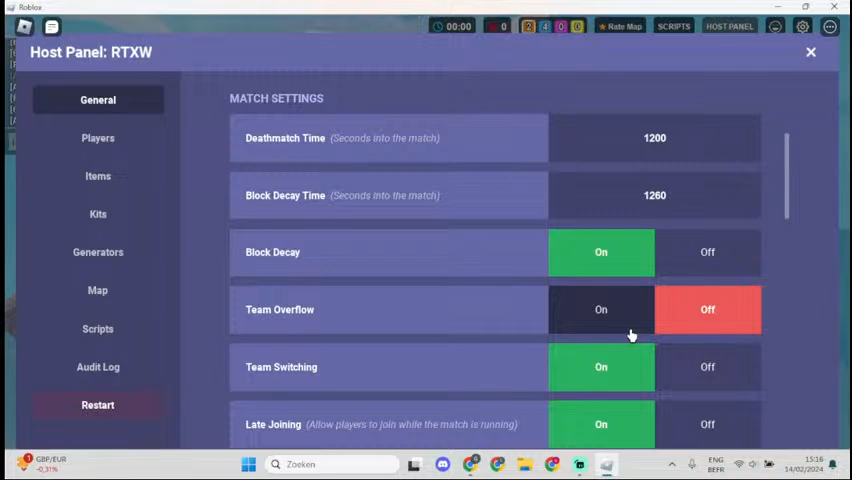 Roblox
00:00
0
2
4
0
0
★ Rate Map
SCRIPTS
HOST PANEL
Host Panel: RTXW
General
Players
Items
Kits
Generators
Map
Scripts
Audit Log
Restart
MATCH SETTINGS
Deathmatch Time (Seconds into the match) 1200
Block Decay Time (Seconds into the match) 1260
Block Decay On Off
Team Overflow On Off
Team Switching On Off
Late Joining (Allow players to join while the match is running) On Off
1
GBP/EUR
-0,31%
Zoeken
ENG
BEFR
15:16
14/02/2024